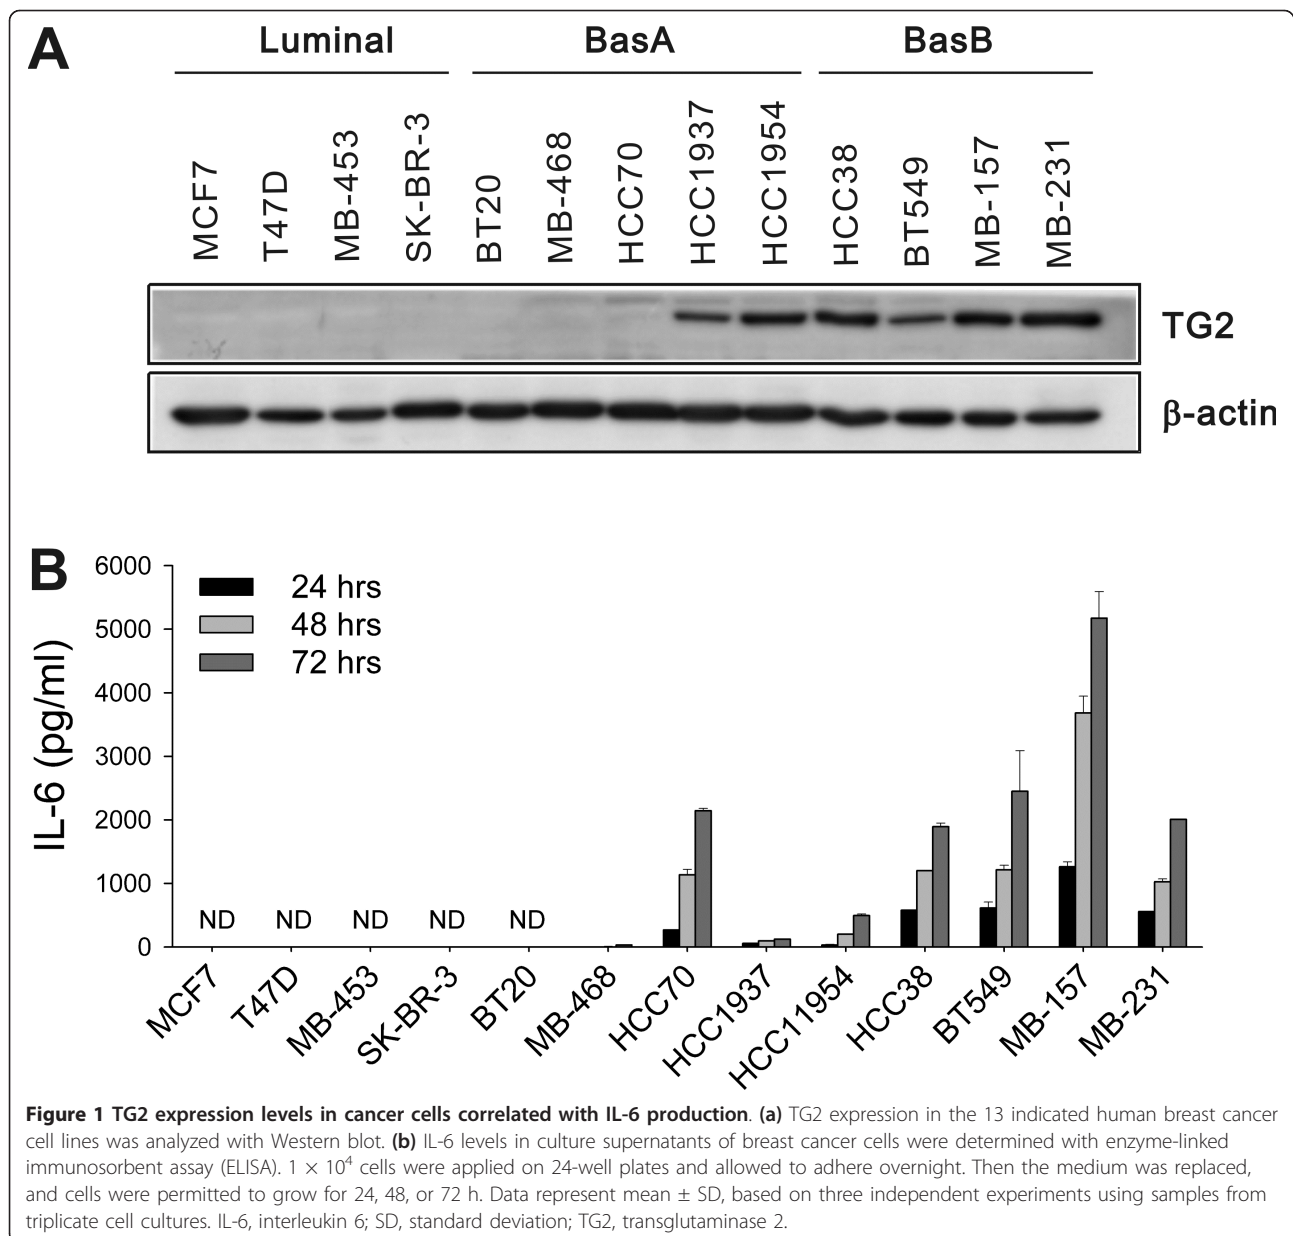 A
Luminal BasA BasB
MCF7 T47D MB-453 SK-BR-3 BT20 MB-468 HCC70 HCC1937 HCC1954 HCC38 BT549 MB-157 MB-231
TG2
β-actin
B
IL-6 (pg/ml)
6000
5000
4000
3000
2000
1000
0
24 hrs
48 hrs
72 hrs
ND ND ND ND ND
MCF7 T47D MB-453 SK-BR-3 BT20 MB-468 HCC70 HCC1937 HCC11954 HCC38 BT549 MB-157 MB-231
Figure 1 TG2 expression levels in cancer cells correlated with IL-6 production. (a) TG2 expression in the 13 indicated human breast cancer
cell lines was analyzed with Western blot. (b) IL-6 levels in culture supernatants of breast cancer cells were determined with enzyme-linked
immunosorbent assay (ELISA). 1 × 10⁴ cells were applied on 24-well plates and allowed to adhere overnight. Then the medium was replaced,
and cells were permitted to grow for 24, 48, or 72 h. Data represent mean ± SD, based on three independent experiments using samples from
triplicate cell cultures. IL-6, interleukin 6; SD, standard deviation; TG2, transglutaminase 2.